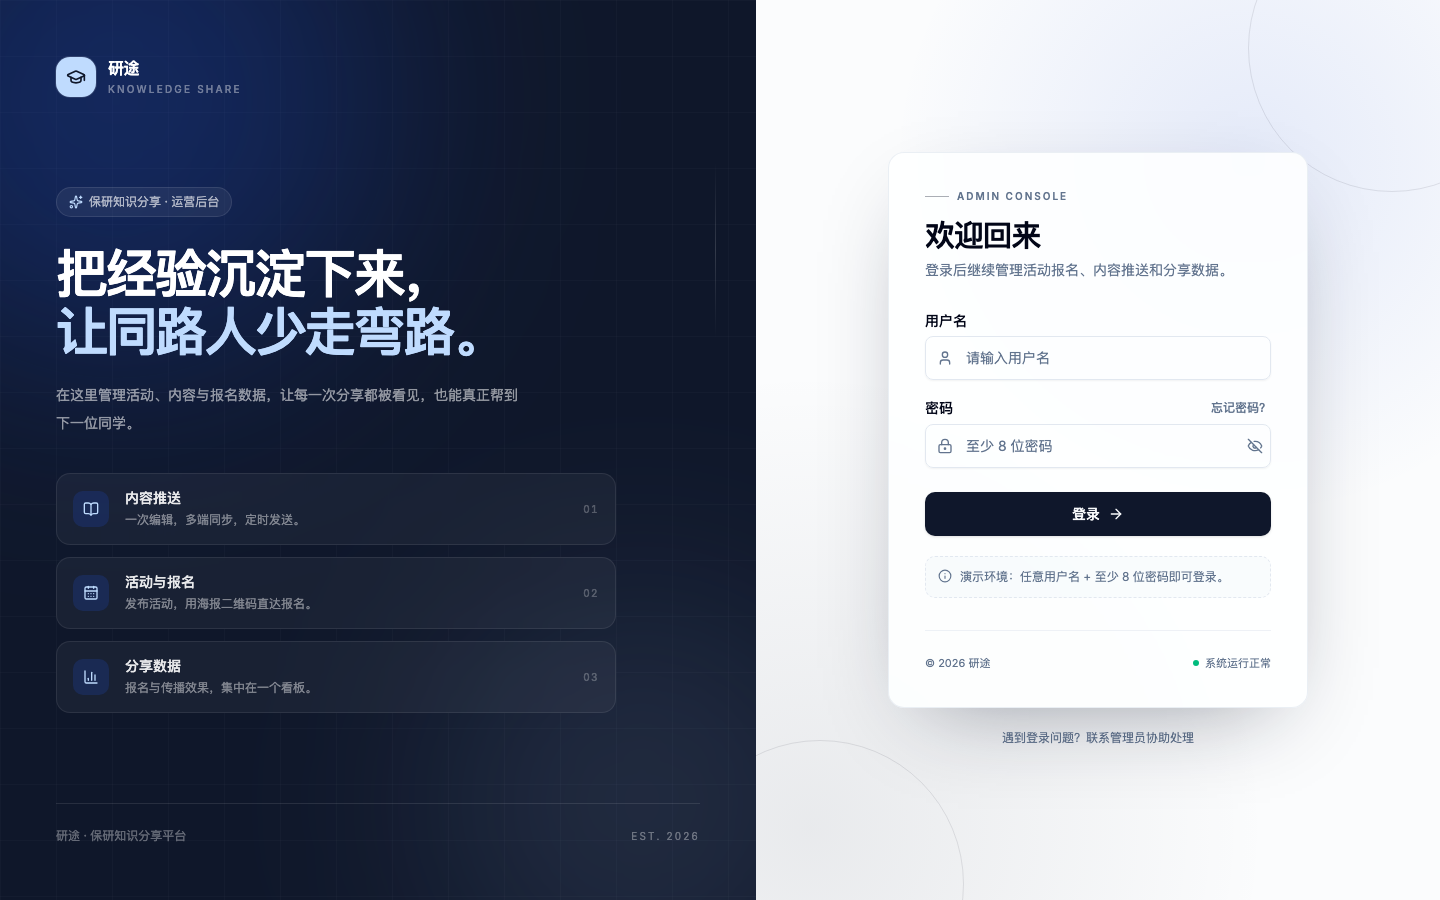 研途
KNOWLEDGE SHARE
保研知识分享 · 运营后台
把经验沉淀下来，
让同路人少走弯路。
在这里管理活动、内容与报名数据，让每一次分享都被看见，也能真正帮到
下一位同学。
内容推送
一次编辑，多端同步，定时发送。
01
活动与报名
发布活动，用海报二维码直达报名。
02
分享数据
报名与传播效果，集中在一个看板。
03
研途 · 保研知识分享平台
EST. 2026
ADMIN CONSOLE
欢迎回来
登录后继续管理活动报名、内容推送和分享数据。
用户名
请输入用户名
密码
忘记密码？
至少 8 位密码
登录
演示环境：任意用户名 + 至少 8 位密码即可登录。
© 2026 研途
系统运行正常
遇到登录问题？联系管理员协助处理